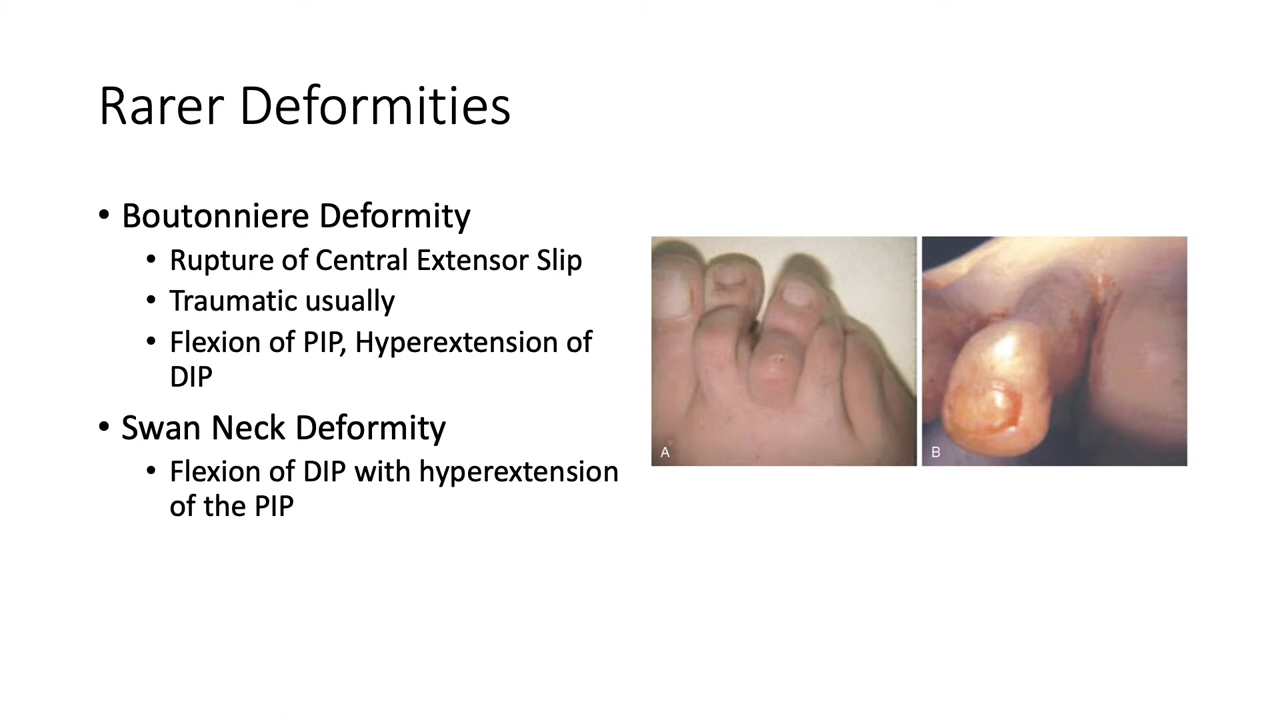 Rarer Deformities
• Boutonniere Deformity
• Rupture of Central Extensor Slip
• Traumatic usually
• Flexion of PIP, Hyperextension of
DIP
• Swan Neck Deformity
• Flexion of DIP with hyperextension
of the PIP
A
B